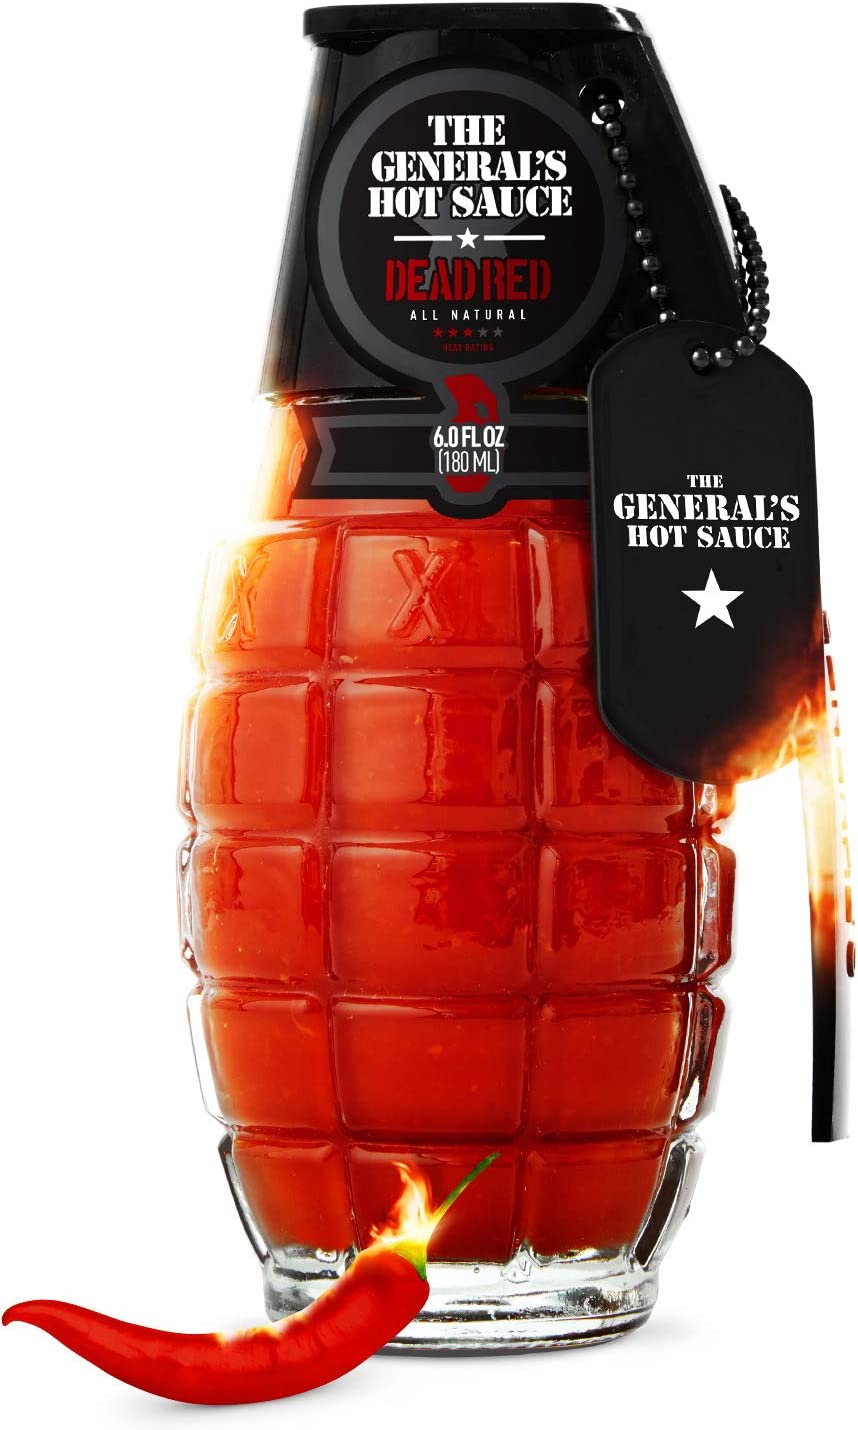 THE
GENERAL'S
HOT SAUCE
DEAD RED
ALL NATURAL
HEAT RATING
6.0 FL OZ
(180 ML)
X X
THE
GENERAL'S
HOT SAUCE